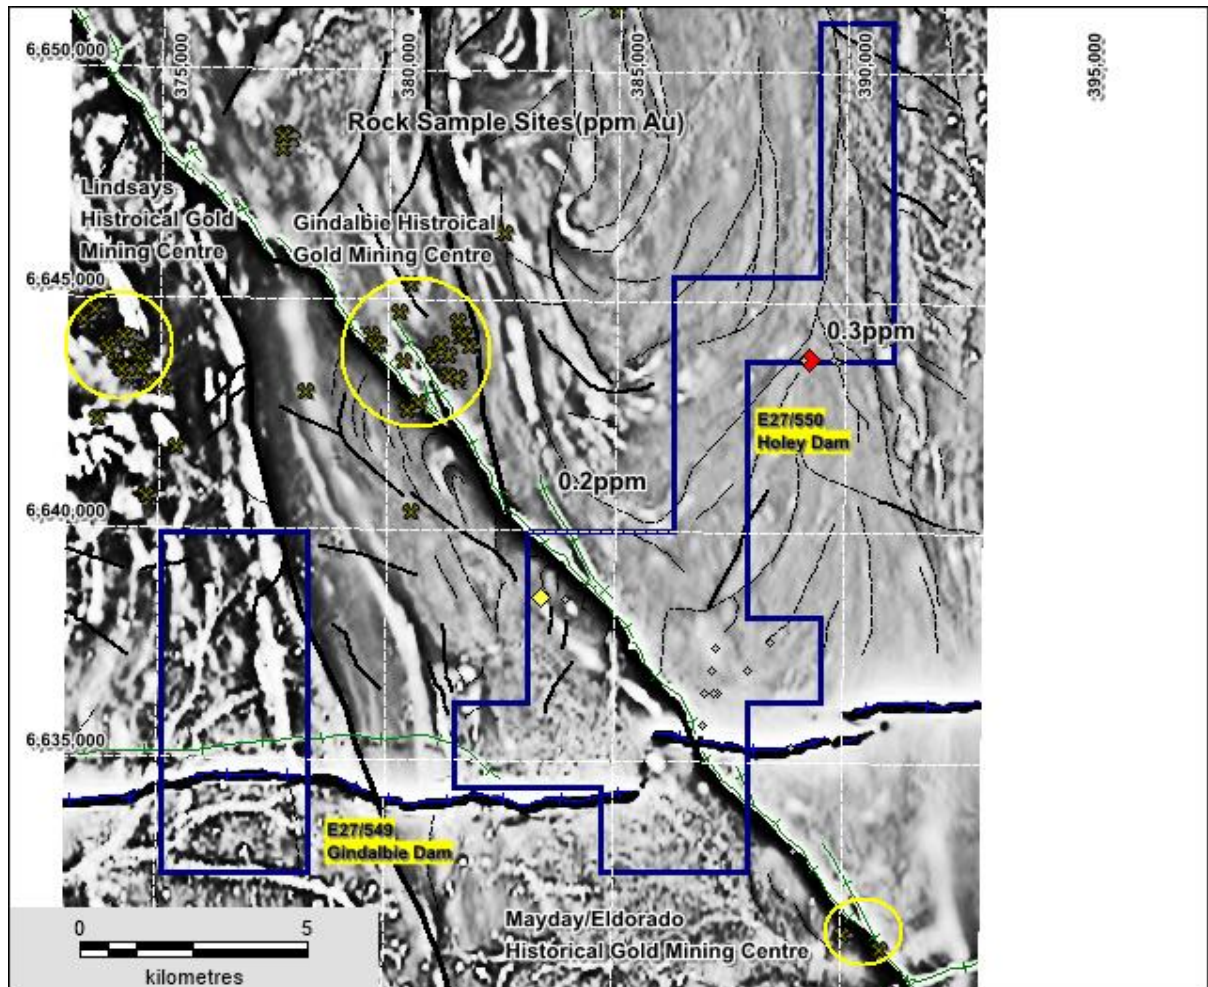 6,650,000
375,000
380,000
385,000
390,000
395,000
Rock Sample Sites(ppm Au)
Lindsays
Histroical Gold
Mining Centre
Gindalbie Histroical
Gold Mining Centre
6,645,000
0.3ppm
E27/550
Holey Dam
0.2ppm
6,640,000
6,635,000
E27/549
Gindalbie Dam
Mayday/Eldorado
Historical Gold Mining Centre
0
5
kilometres